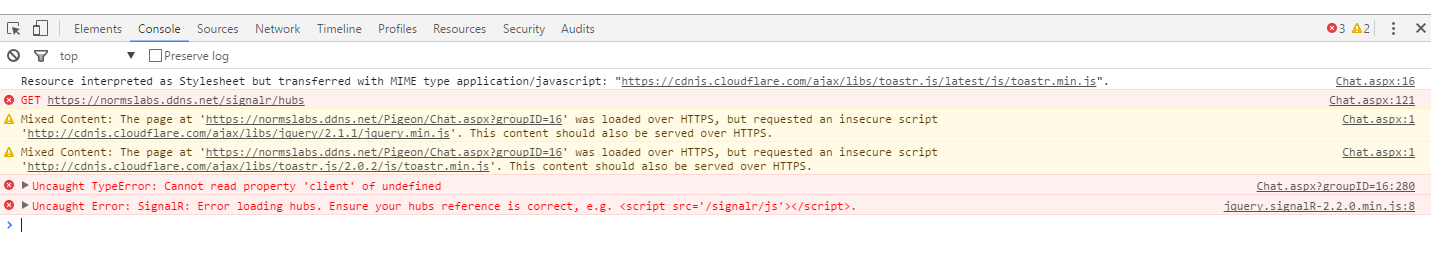 Elements Console Sources Network Timeline Profiles Resources Security Audits 3 2
top Preserve log
Resource interpreted as Stylesheet but transferred with MIME type application/javascript: "https://cdnjs.cloudflare.com/ajax/libs/toastr.js/latest/js/toastr.min.js". Chat.aspx:16
GET https://normslabs.ddns.net/signalr/hubs Chat.aspx:121
Mixed Content: The page at 'https://normslabs.ddns.net/Pigeon/Chat.aspx?groupID=16' was loaded over HTTPS, but requested an insecure script Chat.aspx:1
'http://cdnjs.cloudflare.com/ajax/libs/jquery/2.1.1/jquery.min.js'. This content should also be served over HTTPS.
Mixed Content: The page at 'https://normslabs.ddns.net/Pigeon/Chat.aspx?groupID=16' was loaded over HTTPS, but requested an insecure script Chat.aspx:1
'http://cdnjs.cloudflare.com/ajax/libs/toastr.js/2.0.2/js/toastr.min.js'. This content should also be served over HTTPS.
Uncaught TypeError: Cannot read property 'client' of undefined Chat.aspx?groupID=16:280
Uncaught Error: SignalR: Error loading hubs. Ensure your hubs reference is correct, e.g. <script src='/signalr/js'></script>. jquery.signalR-2.2.0.min.js:8